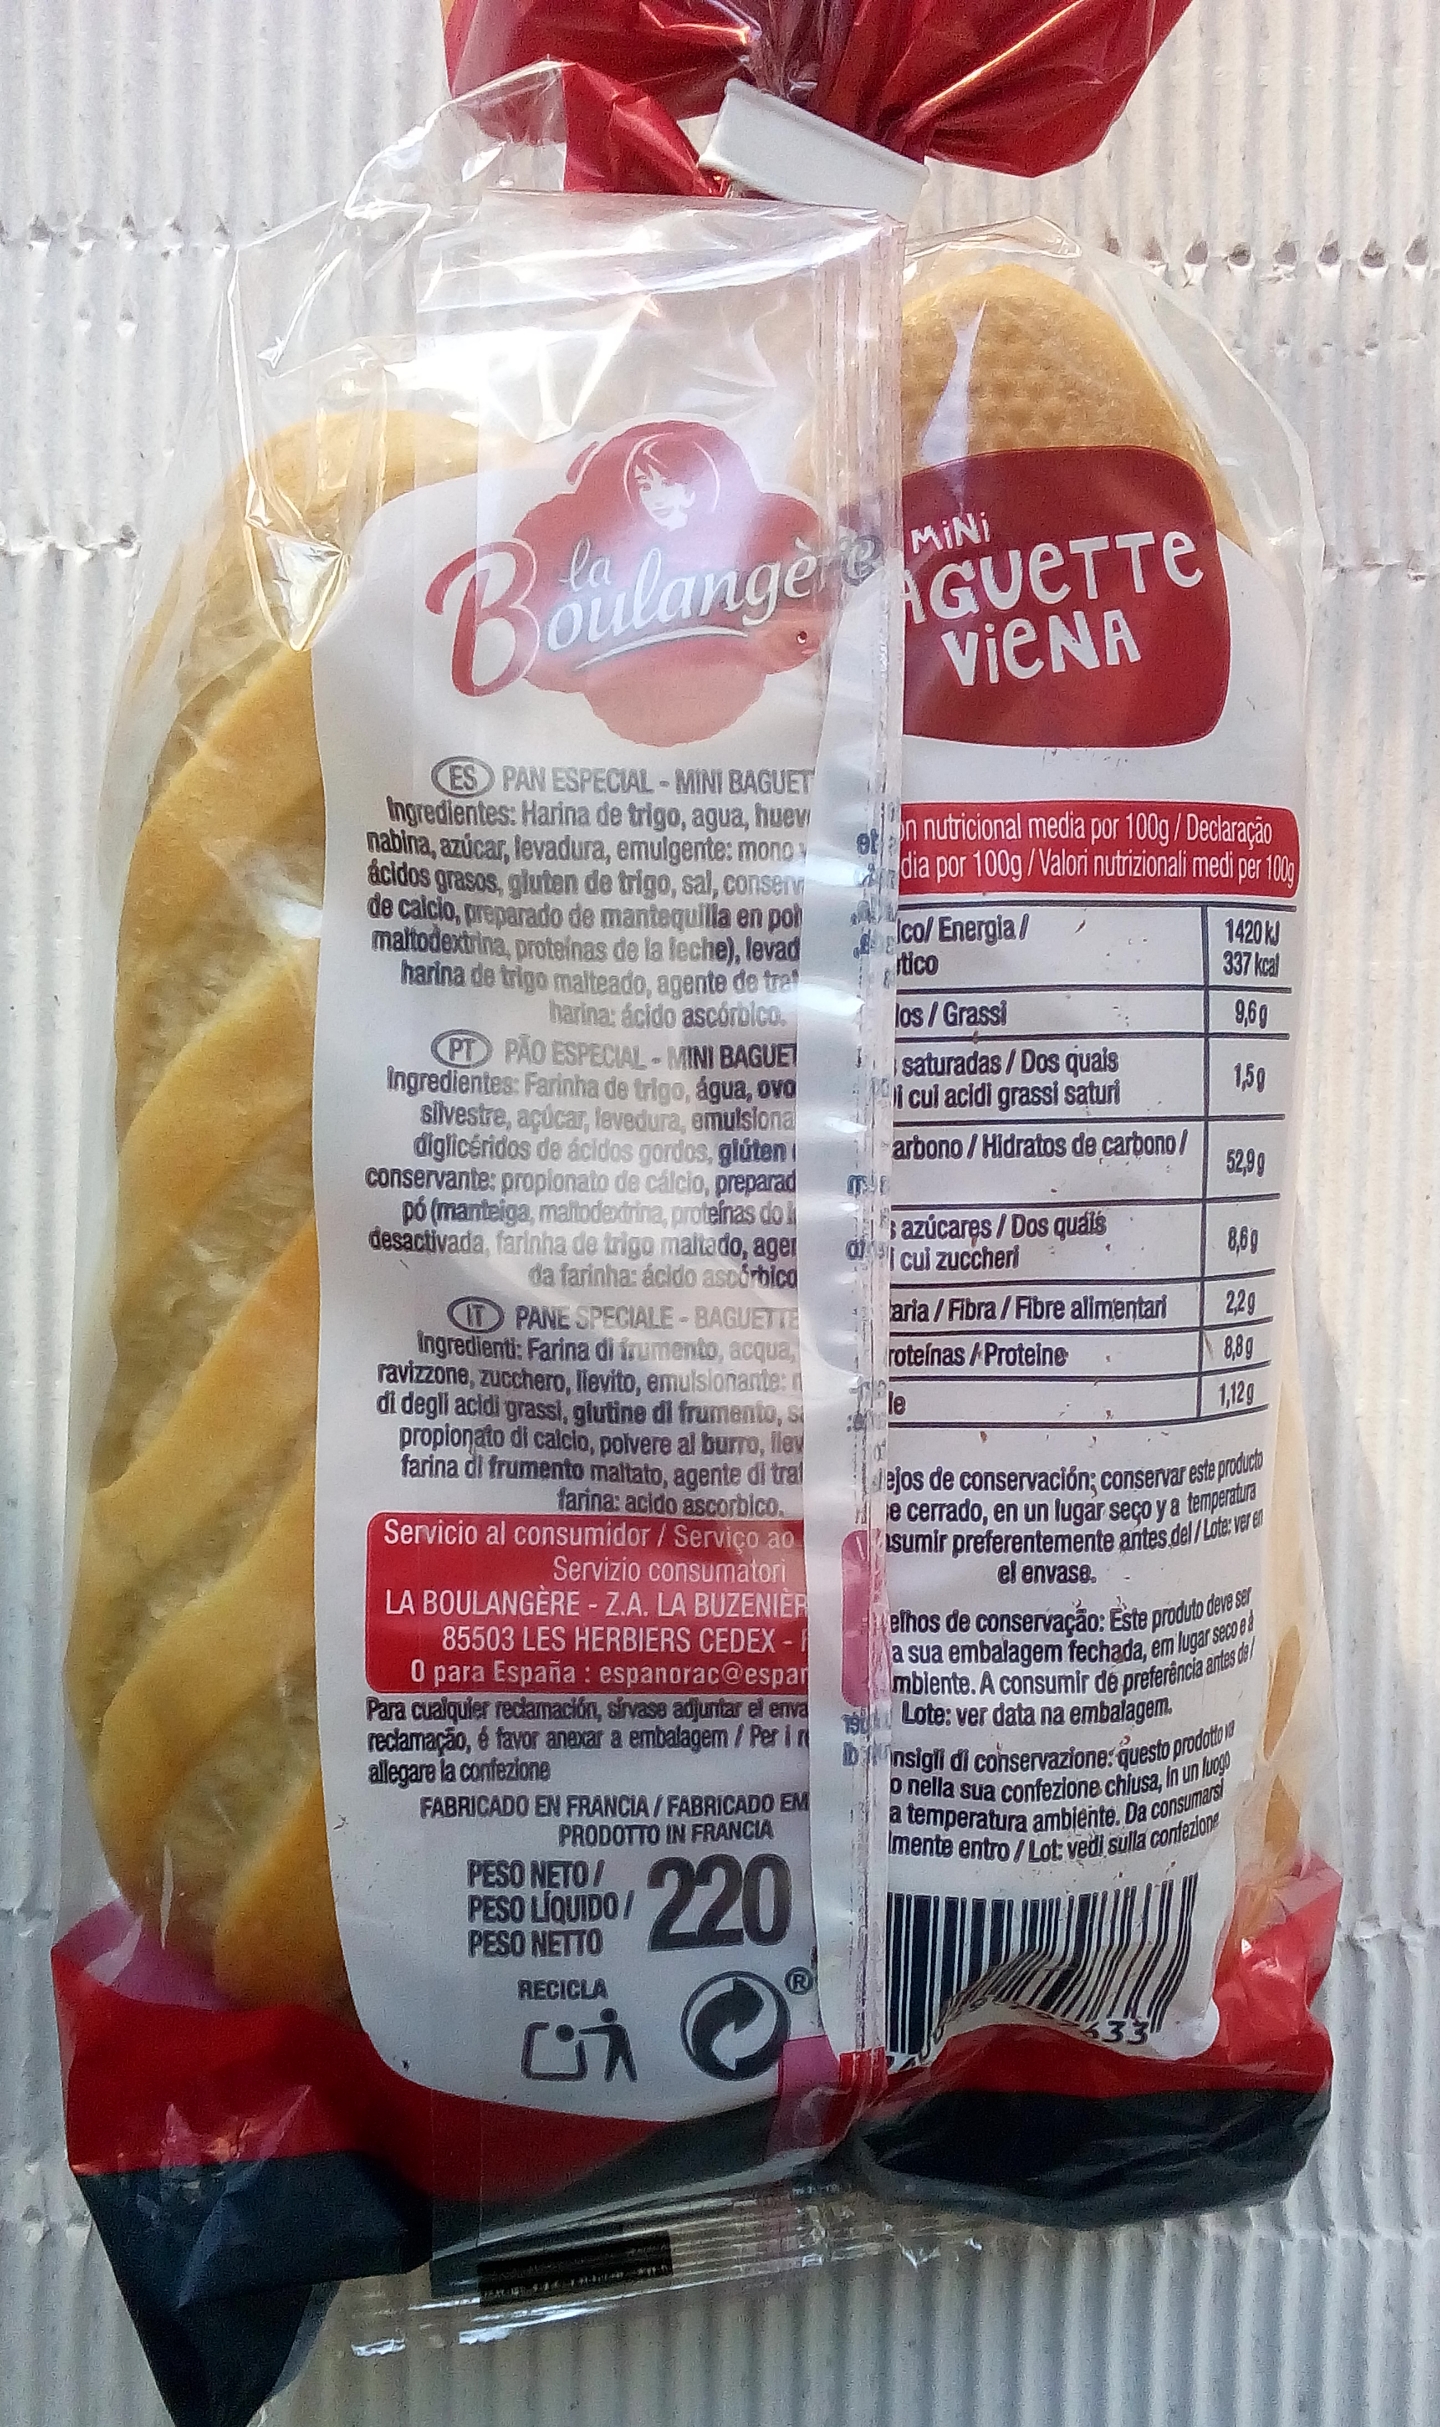 la
Boulangère
MiNi
AGUeTTe
VieNA
ES PAN ESPECIAL - MINI BAGUET
Ingredientes: Harina de trigo, agua, huev
nabina, azúcar, levadura, emulgente: mono y
ácidos grasos, gluten de trigo, sal, conserv
de calcio, preparado de mantequilla en pol
maltodextrina, proteínas de la leche), levad
harina de trigo malteado, agente de trat
harina: ácido ascórbico.
PT PÃO ESPECIAL - MINI BAGUET
Ingredientes: Farinha de trigo, água, ovo
silvestre, açúcar, levedura, emulsiona
diglicéridos de ácidos gordos, glúten
conservante: propionato de cálcio, preparad
pó (manteiga, maltodextrina, proteínas do l
desactivada, farinha de trigo maltado, agen
da farinha: ácido ascórbico
IT PANE SPECIALE - BAGUETTE
Ingredienti: Farina di frumento, acqua,
ravizzone, zucchero, lievito, emulsionante: m
di degli acidi grassi, glutine di frumento, sa
propionato di calcio, polvere al burro, liev
farina di frumento maltato, agente di trat
farina: acido ascorbico.
Servicio al consumidor / Serviço ao
Servizio consumatori
LA BOULANGÈRE - Z.A. LA BUZENIÈR
85503 LES HERBIERS CEDEX - F
O para España : espanorac@espan
Para cualquier reclamación, sírvase adjuntar el enva
reclamação, é favor anexar a embalagem / Per i re
allegare la confezione
FABRICADO EN FRANCIA / FABRICADO EM
PRODOTTO IN FRANCIA
PESO NETO /
PESO LÍQUIDO /
PESO NETTO
220
RECICLA
®
ón nutricional media por 100g / Declaração
dia por 100g / Valori nutrizionali medi per 100g
ico/ Energia / 1420 kJ
tico 337 kcal
dos / Grassi 9,6 g
saturadas / Dos quais
i cui acidi grassi saturi 1,5 g
arbono / Hidratos de carbono / 52,9 g
s azúcares / Dos quáis
i cui zuccheri 8,6 g
taria / Fibra / Fibre alimentari 2,2 g
roteínas / Proteine 8,8 g
le 1,12 g
ejos de conservación: conservar este producto
e cerrado, en un lugar seco y a temperatura
nsumir preferentemente antes del / Lote: ver en
el envase.
elhos de conservação: Este produto deve ser
a sua embalagem fechada, em lugar seco e à
mbiente. A consumir de preferência antes de /
Lote: ver data na embalagem.
nsigli di conservazione: questo prodotto va
o nella sua confezione chiusa, in un luogo
a temperatura ambiente. Da consumarsi
lmente entro / Lot: vedi sulla confezione